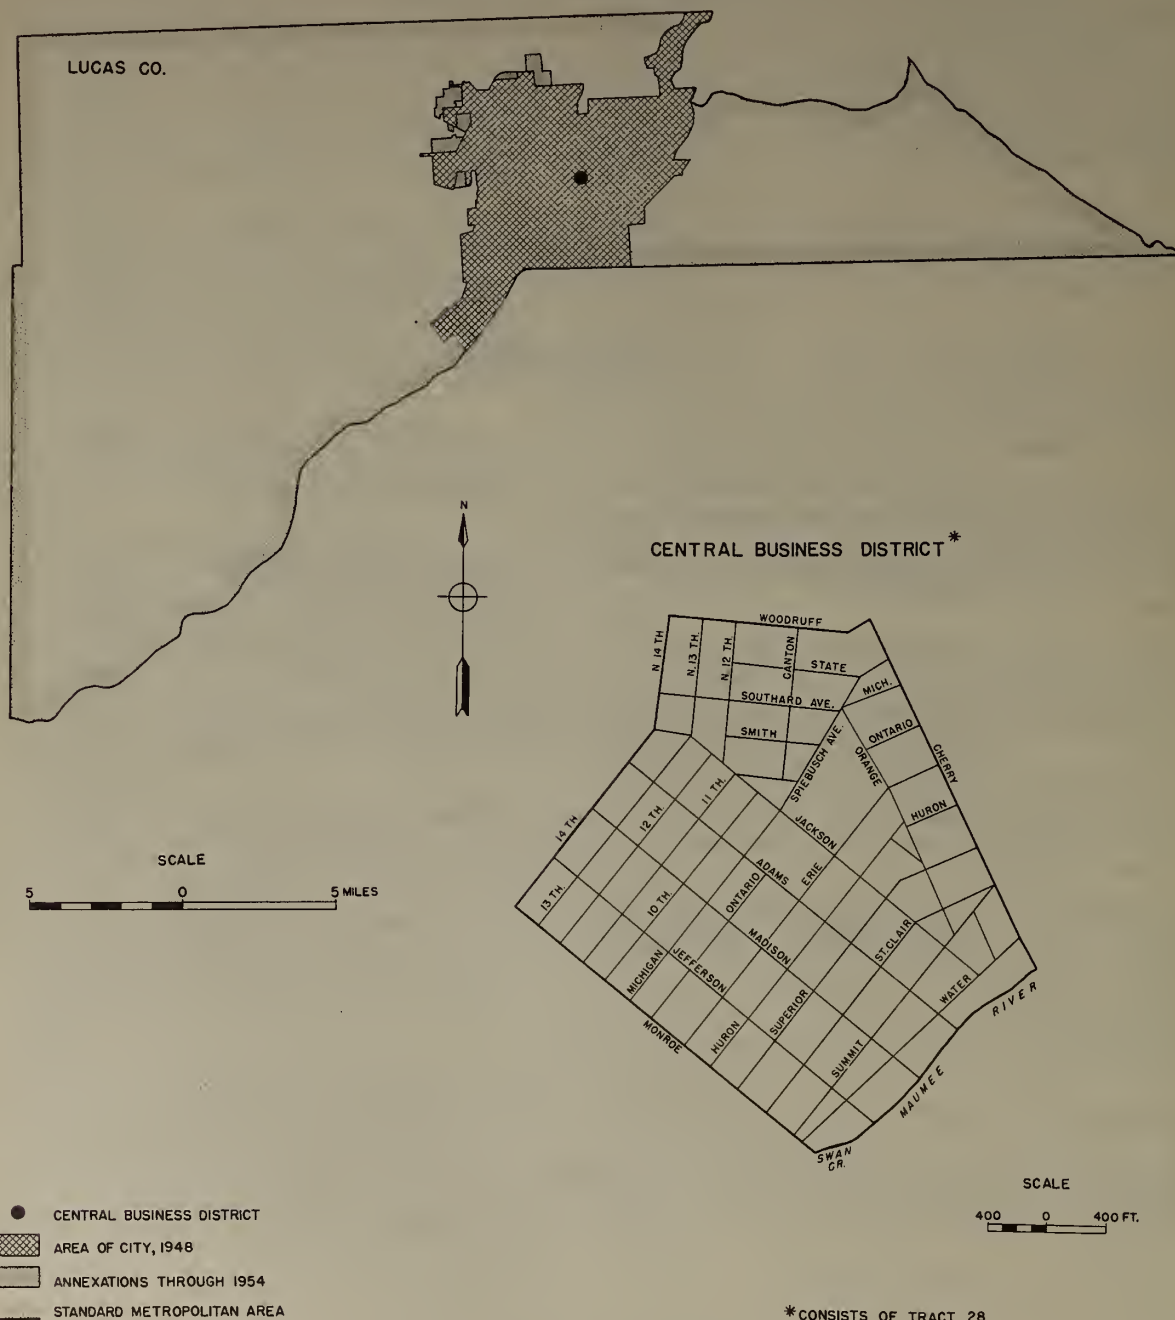 LUCAS CO.
N
CENTRAL BUSINESS DISTRICT*
WOODRUFF
N. 14 TH
N. 13 TH.
N. 12 TH.
CANTON
STATE
MICH.
SOUTHARD AVE.
SMITH
ONTARIO
SPIEBUSCH AVE.
ORANGE
CHERRY
HURON
11 TH.
12 TH.
14 TH.
JACKSON
ADAMS
ERIE
13 TH.
10 TH.
ONTARIO
MADISON
ST. CLAIR
MICHIGAN
JEFFERSON
WATER
RIVER
SUPERIOR
HURON
MONROE
SUMMIT
MAUMEE
SWAN
CR.
SCALE
5 0 5 MILES
SCALE
400 0 400 FT.
CENTRAL BUSINESS DISTRICT
AREA OF CITY, 1948
ANNEXATIONS THROUGH 1954
STANDARD METROPOLITAN AREA
*CONSISTS OF TRACT 28